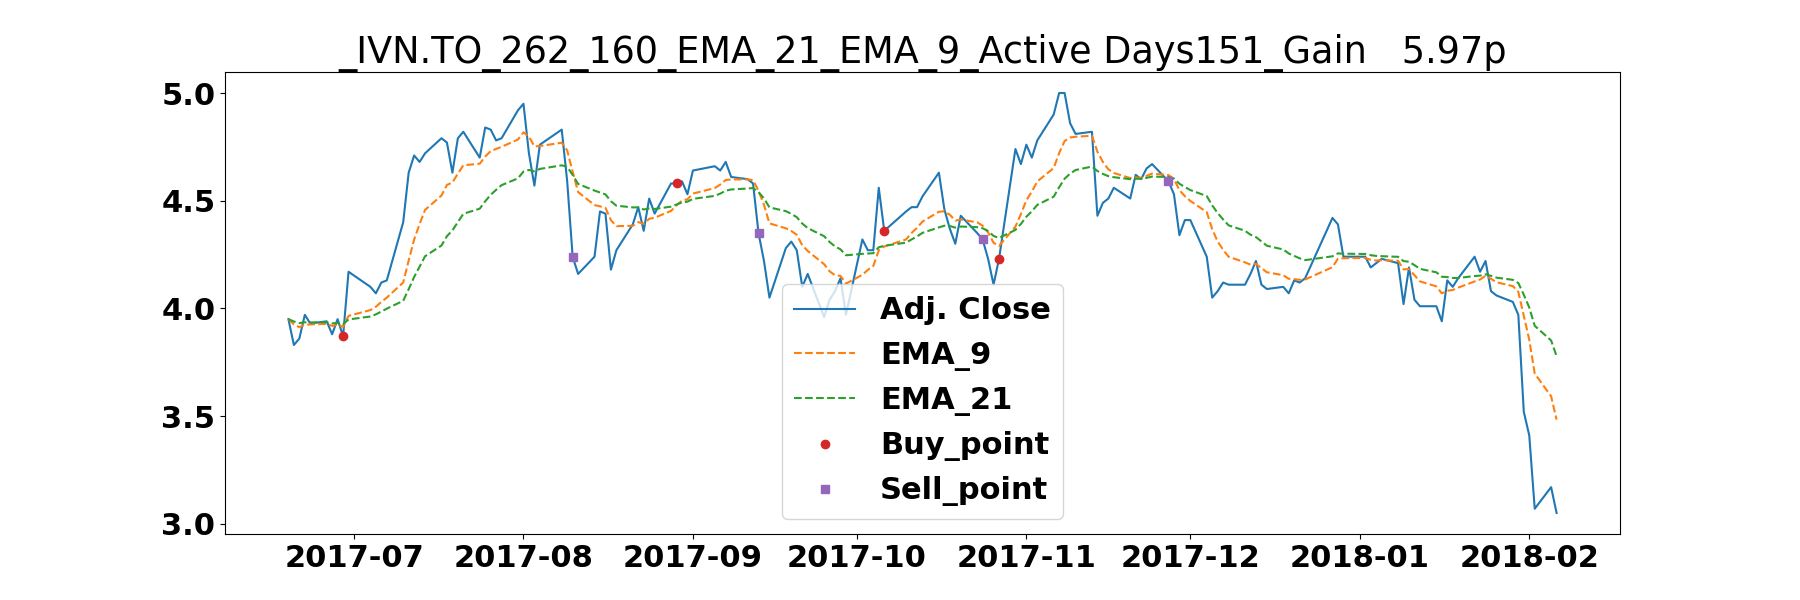 _IVN.TO_262_160_EMA_21_EMA_9_Active Days151_Gain   5.97p
5.0
4.5
4.0
3.5
3.0
Adj. Close
EMA_9
EMA_21
Buy_point
Sell_point
2017-07 2017-08 2017-09 2017-10 2017-11 2017-12 2018-01 2018-02